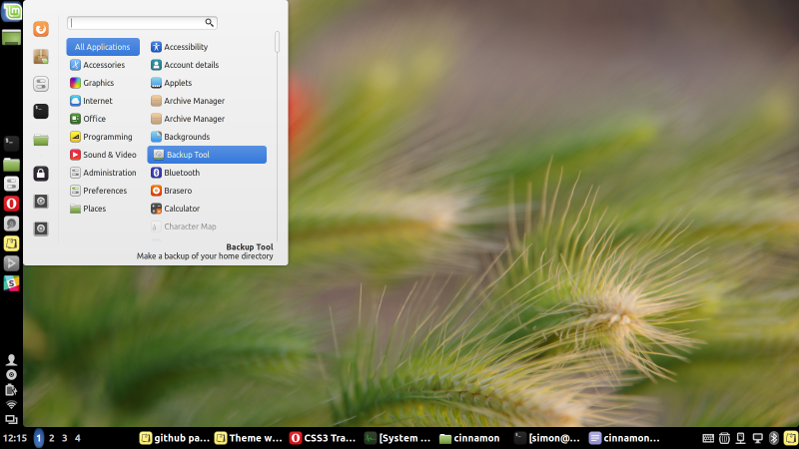 All Applications
Accessories
Graphics
Internet
Office
Programming
Sound & Video
Administration
Preferences
Places
Accessibility
Account details
Applets
Archive Manager
Archive Manager
Backgrounds
Backup Tool
Bluetooth
Brasero
Calculator
Character Map
Backup Tool
Make a backup of your home directory
12:15 1 2 3 4 github pa... Theme w... CSS3 Tra... [System ... cinnamon [simon@... cinnamon...